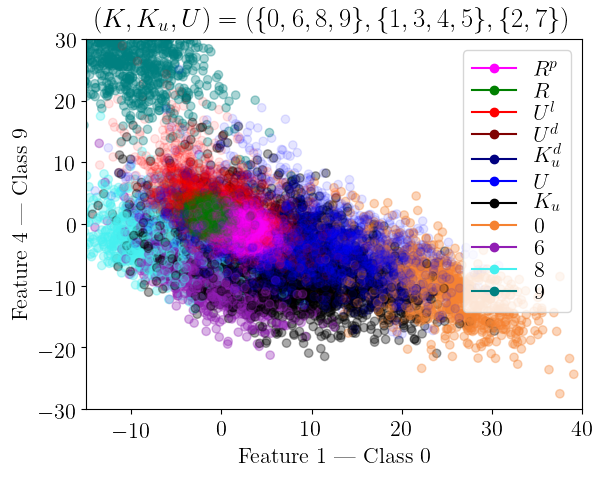 (K, K_u, U) = ({0, 6, 8, 9}, {1, 3, 4, 5}, {2, 7})
30
20
10
0
−10
−20
−30
Feature 4 — Class 9
R^p
R
U^l
U^d
K_u^d
U
K_u
0
6
8
9
−10
0
10
20
30
40
Feature 1 — Class 0